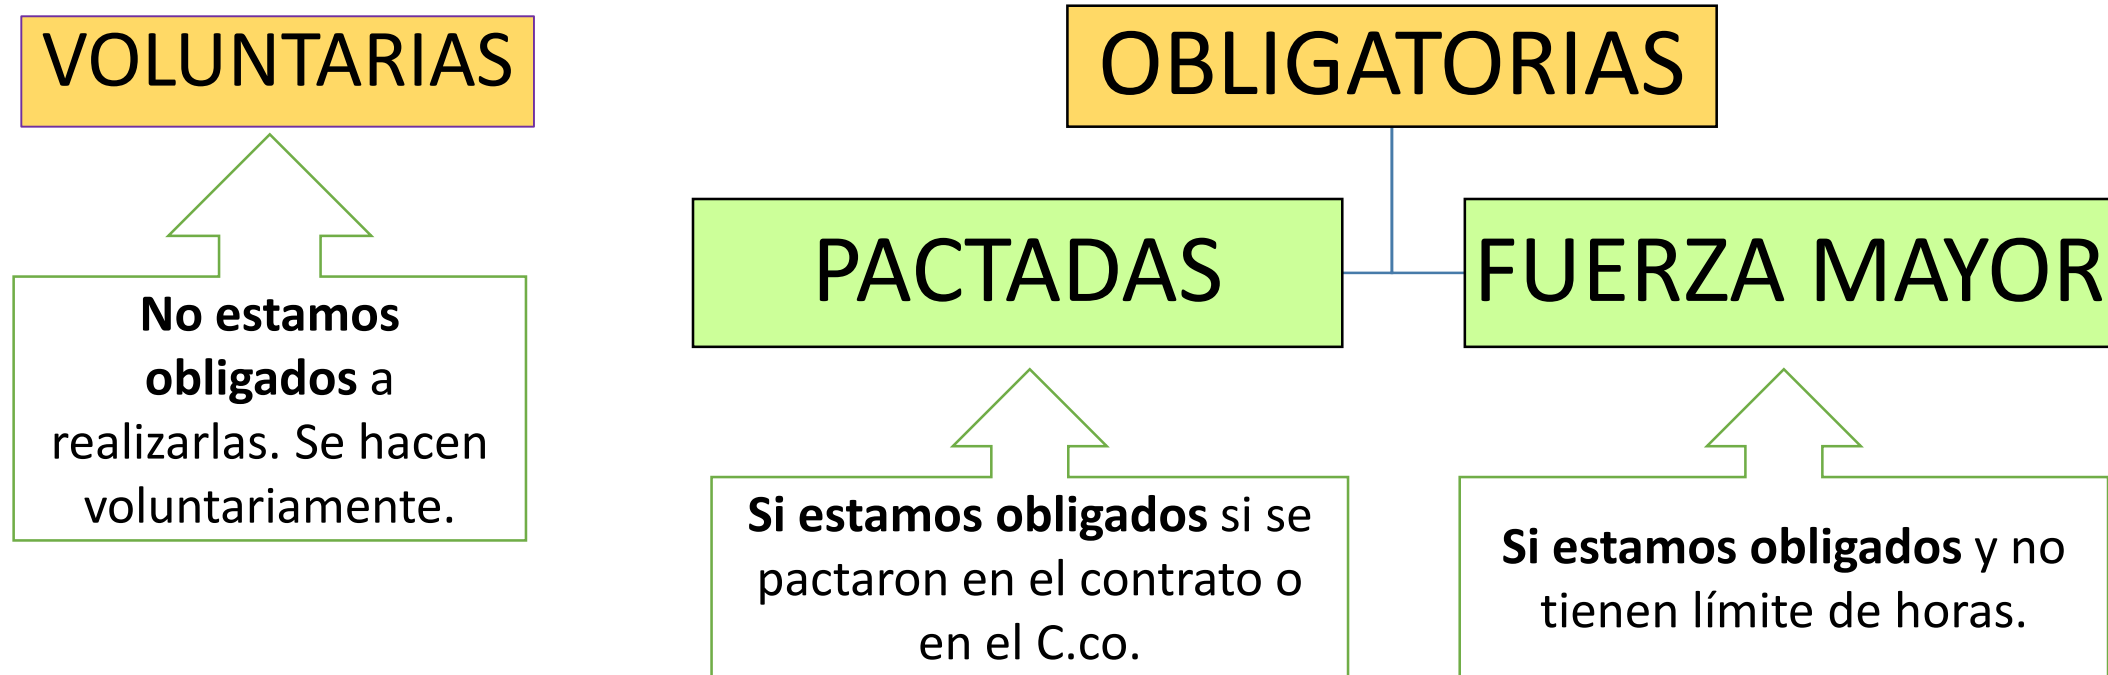 VOLUNTARIAS
No estamos
obligados a
realizarlas. Se hacen
voluntariamente.
OBLIGATORIAS
PACTADAS
Si estamos obligados si se
pactaron en el contrato o
en el C.co.
FUERZA MAYOR
Si estamos obligados y no
tienen límite de horas.